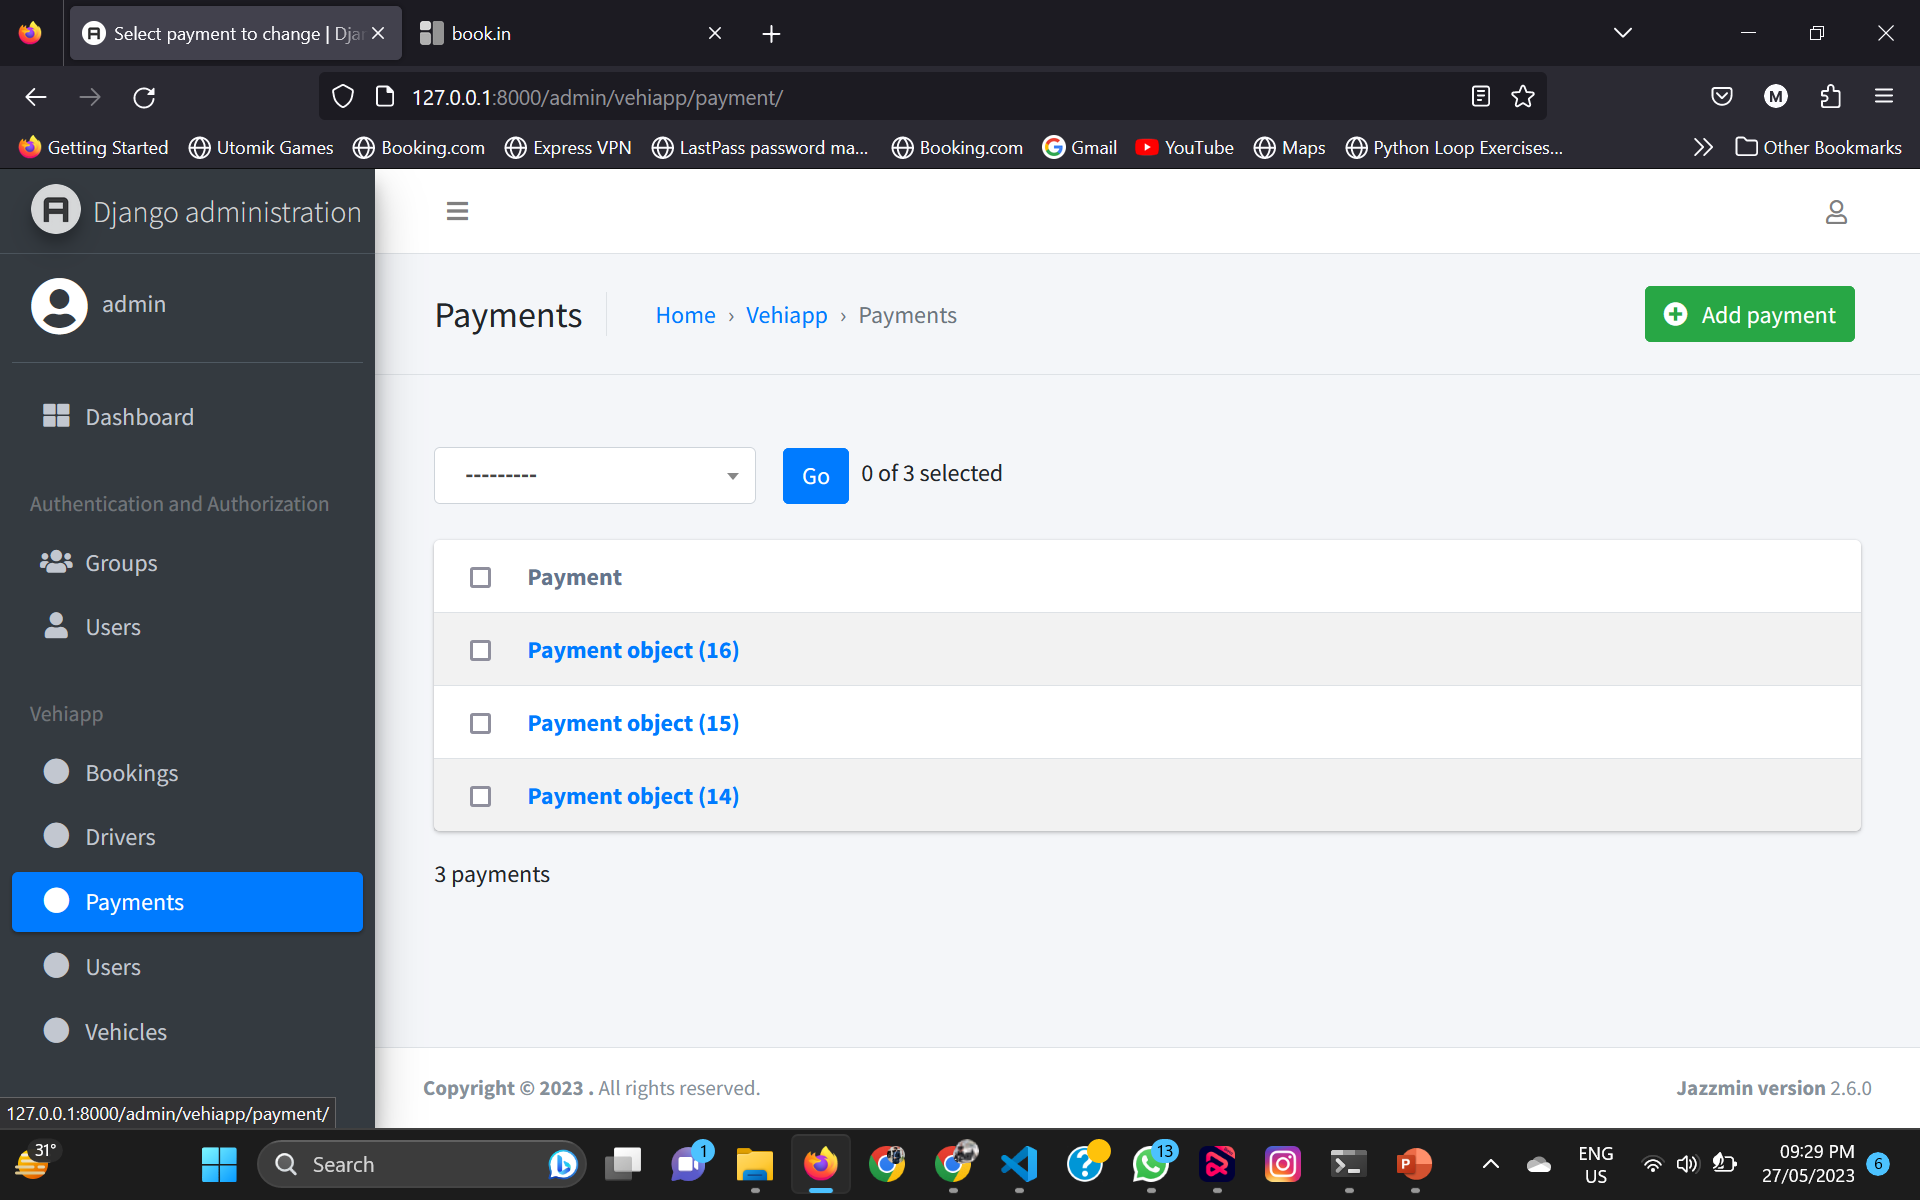 Select payment to change | Djan
book.in
127.0.0.1:8000/admin/vehiapp/payment/
M
Getting Started
Utomik Games
Booking.com
Express VPN
LastPass password ma...
Booking.com
Gmail
YouTube
Maps
Python Loop Exercises...
Other Bookmarks
Django administration
admin
Payments
Home › Vehiapp › Payments
Add payment
Dashboard
---------
Go
0 of 3 selected
Authentication and Authorization
Groups
Users
Payment
Payment object (16)
Payment object (15)
Payment object (14)
3 payments
Vehiapp
Bookings
Drivers
Payments
Users
Vehicles
Copyright © 2023 . All rights reserved.
Jazzmin version 2.6.0
127.0.0.1:8000/admin/vehiapp/payment/
31°
Search
1
13
P
ENG
US
09:29 PM
27/05/2023
6